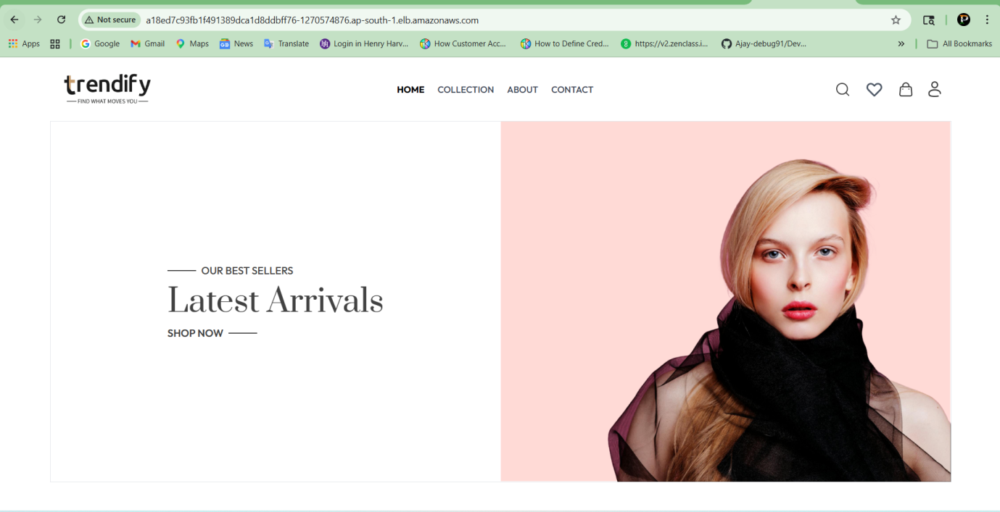 Not secure a18ed7c93fb1f491389dca1d8ddbff76-1270574876.ap-south-1.elb.amazonaws.com
Apps Google Gmail Maps News Translate Login in Henry Harv... How Customer Acc... How to Define Cred... https://v2.zenclass.i... Ajay-debug91/Dev... » All Bookmarks
trendify
FIND WHAT MOVES YOU
HOME COLLECTION ABOUT CONTACT
OUR BEST SELLERS
Latest Arrivals
SHOP NOW